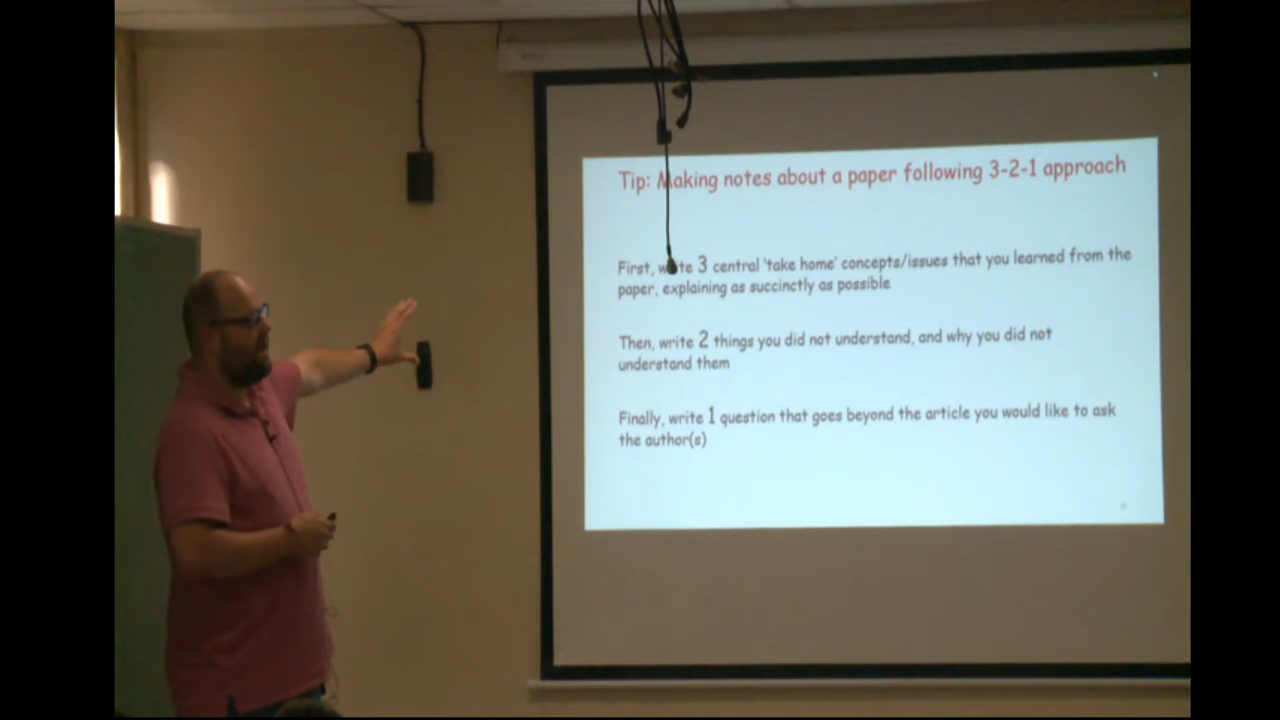 Tip: Making notes about a paper following 3-2-1 approach
First, write 3 central 'take home' concepts/issues that you learned from the
paper, explaining as succinctly as possible
Then, write 2 things you did not understand, and why you did not
understand them
Finally, write 1 question that goes beyond the article you would like to ask
the author(s)